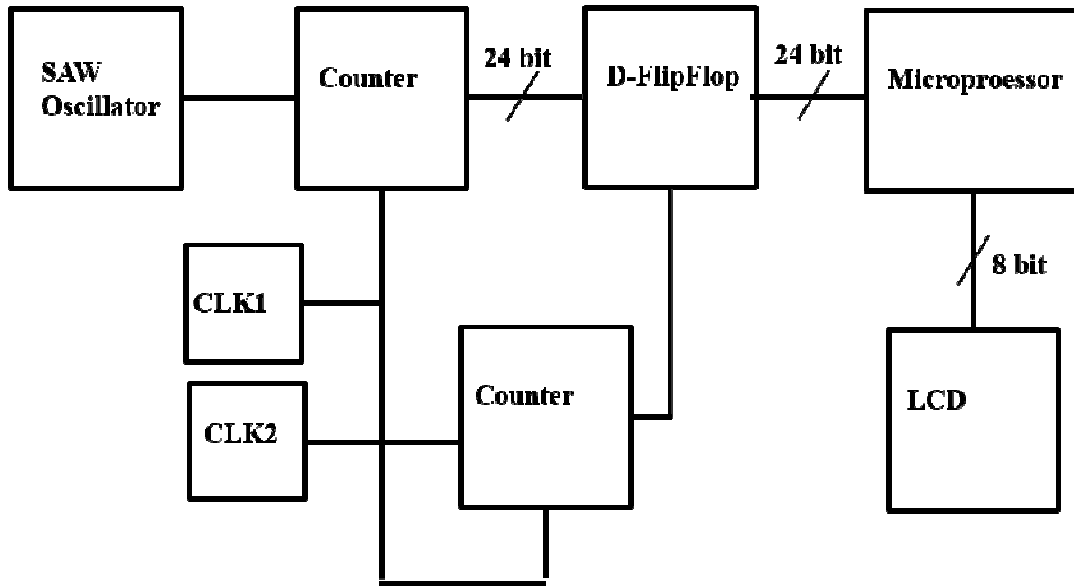 SAW
Oscillator
Counter
24 bit
D-FlipFlop
24 bit
Microproessor
8 bit
CLK1
CLK2
Counter
LCD